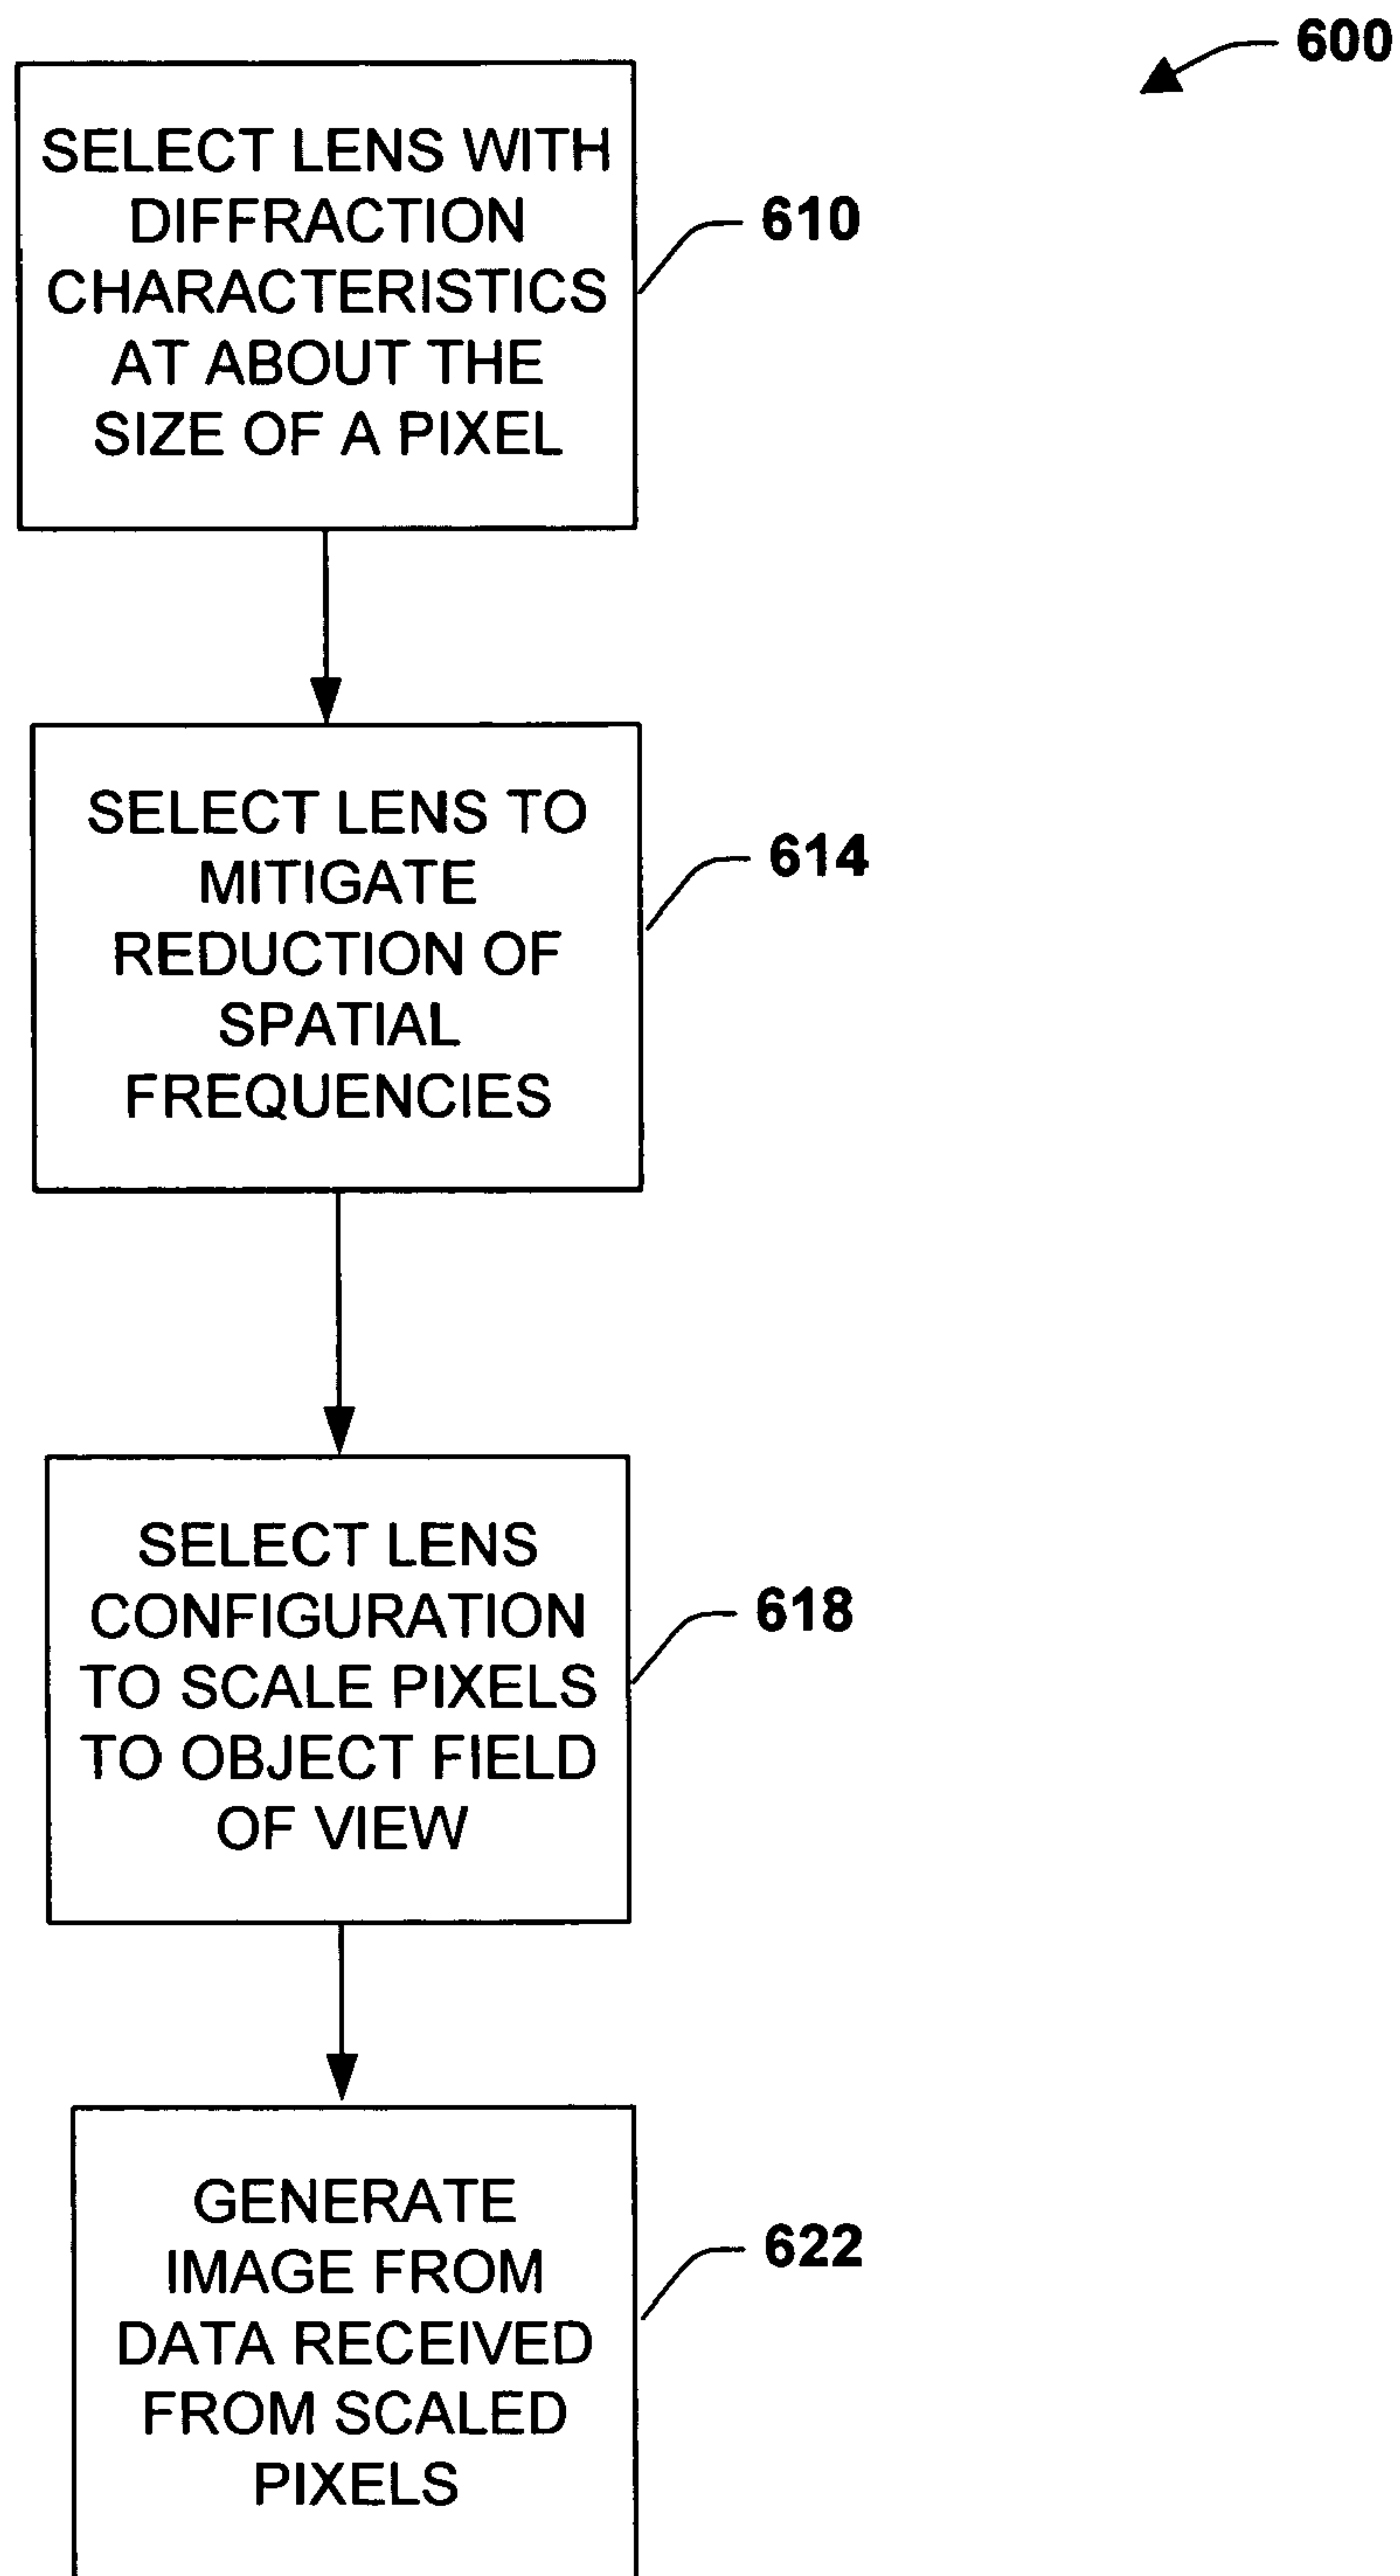 600
SELECT LENS WITH
DIFFRACTION
CHARACTERISTICS
AT ABOUT THE
SIZE OF A PIXEL
610
SELECT LENS TO
MITIGATE
REDUCTION OF
SPATIAL
FREQUENCIES
614
SELECT LENS
CONFIGURATION
TO SCALE PIXELS
TO OBJECT FIELD
OF VIEW
618
GENERATE
IMAGE FROM
DATA RECEIVED
FROM SCALED
PIXELS
622